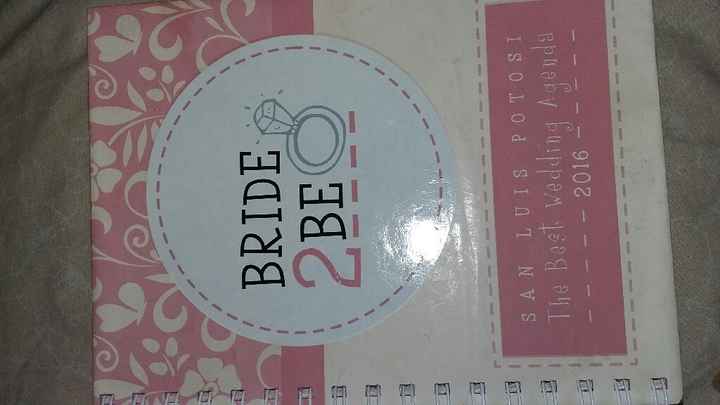 BRIDE
2BE
SAN LUIS POTOSI
The Best Wedding Agenda
2016